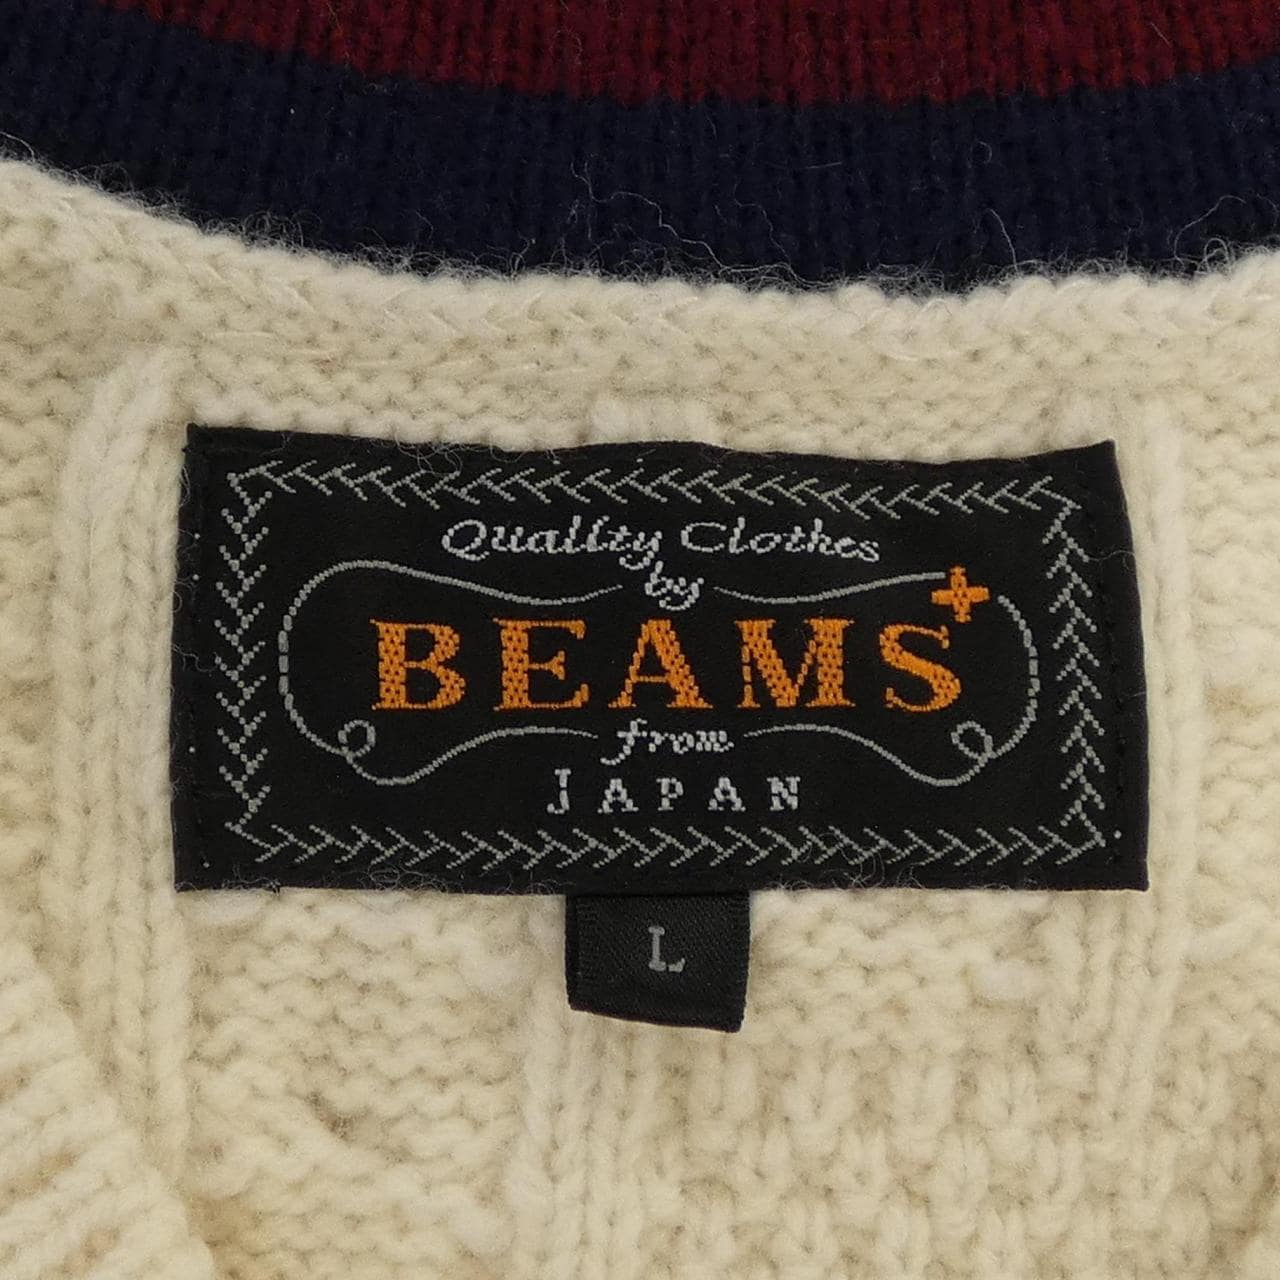 Quality Clothes
by
BEAMS+
from
JAPAN
L